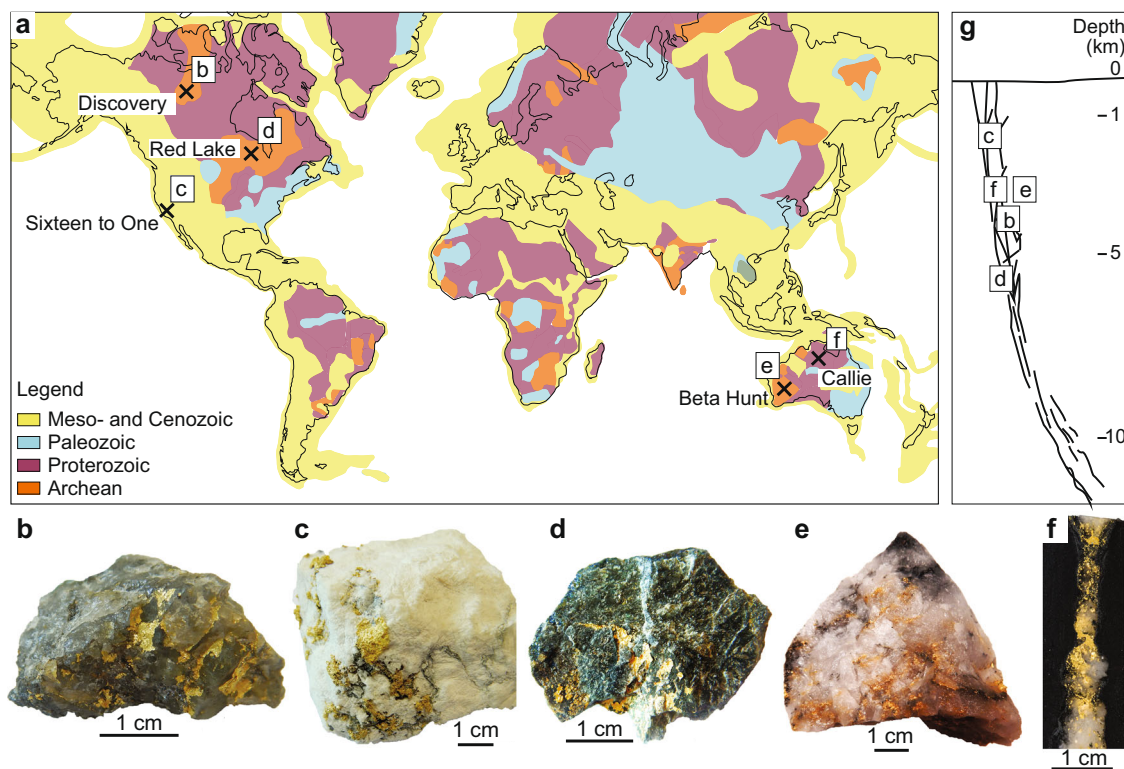 a
b
Discovery
d
Red Lake
c
Sixteen to One
f
e
Callie
Beta Hunt
Legend
Meso- and Cenozoic
Paleozoic
Proterozoic
Archean
g
Depth
(km)
0
–1
c
f
e
b
–5
d
–10
b
1 cm
c
1 cm
d
1 cm
e
1 cm
f
1 cm